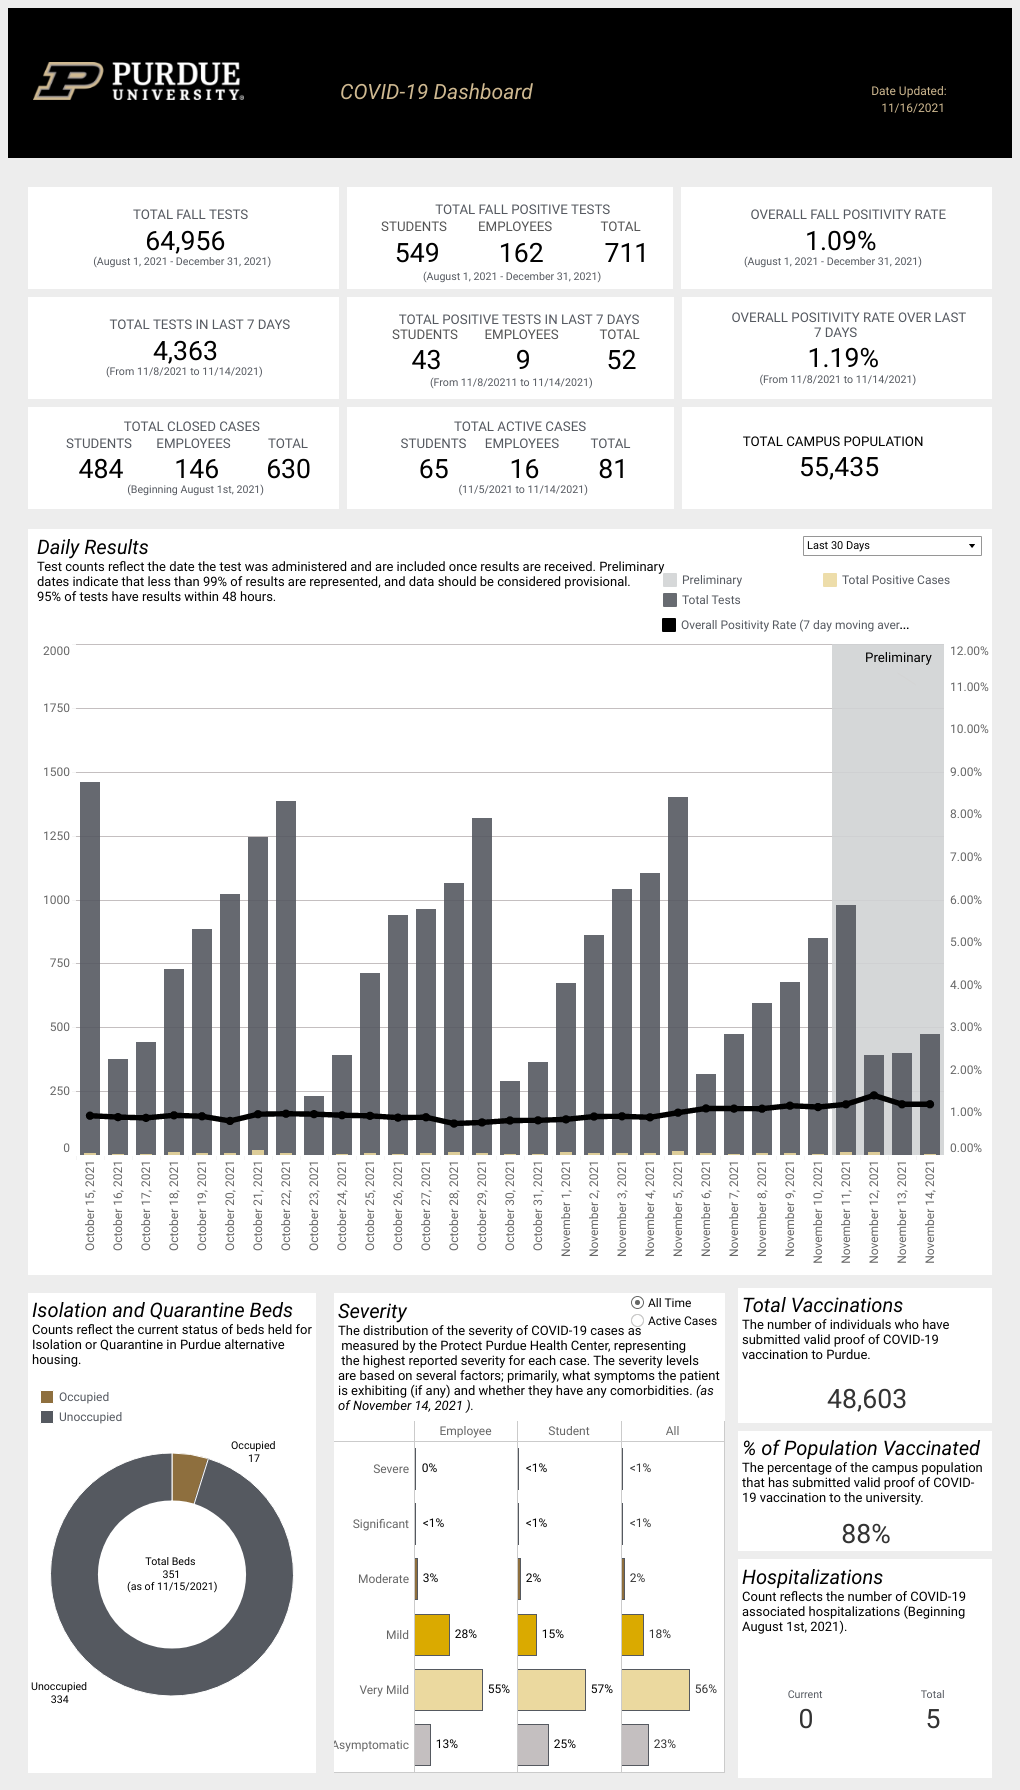 PURDUE
UNIVERSITY®
COVID-19 Dashboard
Date Updated:
11/16/2021
TOTAL FALL TESTS
64,956
(August 1, 2021 - December 31, 2021)
TOTAL FALL POSITIVE TESTS
STUDENTS EMPLOYEES TOTAL
549 162 711
(August 1, 2021 - December 31, 2021)
OVERALL FALL POSITIVITY RATE
1.09%
(August 1, 2021 - December 31, 2021)
TOTAL TESTS IN LAST 7 DAYS
4,363
(From 11/8/2021 to 11/14/2021)
TOTAL POSITIVE TESTS IN LAST 7 DAYS
STUDENTS EMPLOYEES TOTAL
43 9 52
(From 11/8/20211 to 11/14/2021)
OVERALL POSITIVITY RATE OVER LAST
7 DAYS
1.19%
(From 11/8/2021 to 11/14/2021)
TOTAL CLOSED CASES
STUDENTS EMPLOYEES TOTAL
484 146 630
(Beginning August 1st, 2021)
TOTAL ACTIVE CASES
STUDENTS EMPLOYEES TOTAL
65 16 81
(11/5/2021 to 11/14/2021)
TOTAL CAMPUS POPULATION
55,435
Daily Results
Last 30 Days
Test counts reflect the date the test was administered and are included once results are received. Preliminary
dates indicate that less than 99% of results are represented, and data should be considered provisional.
95% of tests have results within 48 hours.
Preliminary
Total Positive Cases
Total Tests
Overall Positivity Rate (7 day moving aver...
Preliminary
2000
1750
1500
1250
1000
750
500
250
0
12.00%
11.00%
10.00%
9.00%
8.00%
7.00%
6.00%
5.00%
4.00%
3.00%
2.00%
1.00%
0.00%
October 15, 2021
October 16, 2021
October 17, 2021
October 18, 2021
October 19, 2021
October 20, 2021
October 21, 2021
October 22, 2021
October 23, 2021
October 24, 2021
October 25, 2021
October 26, 2021
October 27, 2021
October 28, 2021
October 29, 2021
October 30, 2021
October 31, 2021
November 1, 2021
November 2, 2021
November 3, 2021
November 4, 2021
November 5, 2021
November 6, 2021
November 7, 2021
November 8, 2021
November 9, 2021
November 10, 2021
November 11, 2021
November 12, 2021
November 13, 2021
November 14, 2021
Isolation and Quarantine Beds
Counts reflect the current status of beds held for
Isolation or Quarantine in Purdue alternative
housing.
Occupied
Unoccupied
Occupied
17
Total Beds
351
(as of 11/15/2021)
Unoccupied
334
Severity
All Time
Active Cases
The distribution of the severity of COVID-19 cases as
measured by the Protect Purdue Health Center, representing
the highest reported severity for each case. The severity levels
are based on several factors; primarily, what symptoms the patient
is exhibiting (if any) and whether they have any comorbidities. (as
of November 14, 2021 ).
Employee Student All
Severe 0% <1% <1%
Significant <1% <1% <1%
Moderate 3% 2% 2%
Mild 28% 15% 18%
Very Mild 55% 57% 56%
Asymptomatic 13% 25% 23%
Total Vaccinations
The number of individuals who have
submitted valid proof of COVID-19
vaccination to Purdue.
48,603
% of Population Vaccinated
The percentage of the campus population
that has submitted valid proof of COVID-
19 vaccination to the university.
88%
Hospitalizations
Count reflects the number of COVID-19
associated hospitalizations (Beginning
August 1st, 2021).
Current Total
0 5